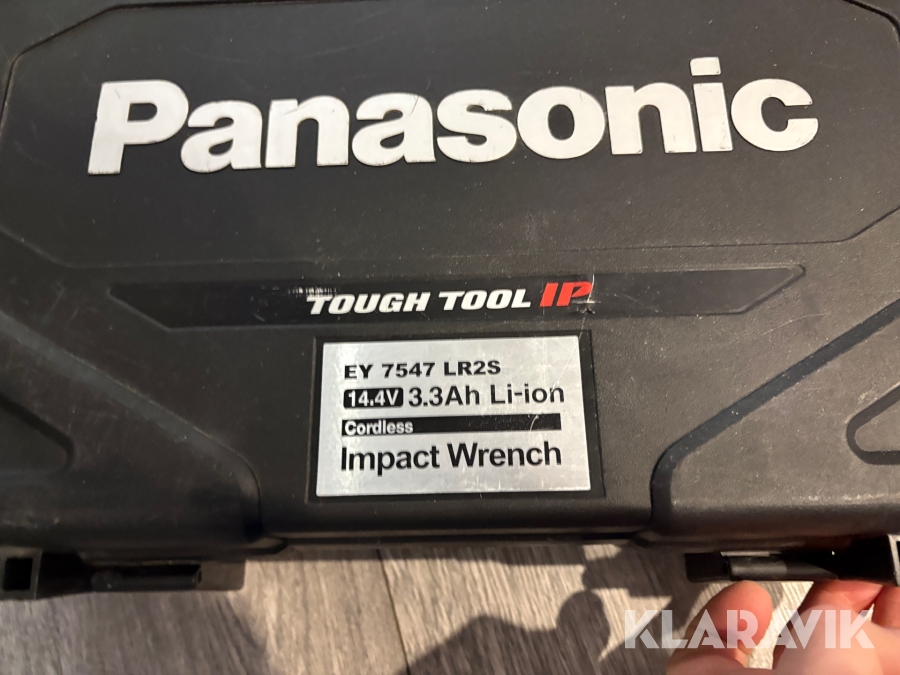 Panasonic
TOUGH TOOL IP
EY 7547 LR2S
14.4V 3.3Ah Li-ion
Cordless
Impact Wrench
KLARAVIK